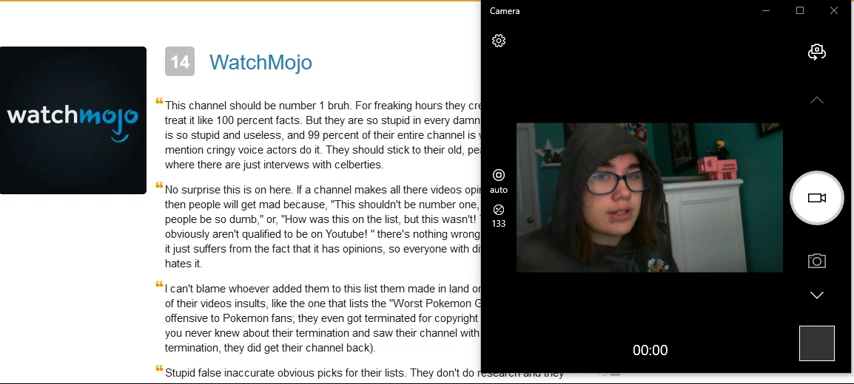 Camera
14 WatchMojo
watchmojo
This channel should be number 1 bruh. For freaking hours they cre
treat it like 100 percent facts. But they are so stupid in every damn
is so stupid and useless, and 99 percent of their entire channel is
mention cringy voice actors do it. They should stick to their old, pea
where there are just interviews with celberties.
No surprise this is on here. If a channel makes all there videos opin
then people will get mad because, "This shouldn't be number one,
people be so dumb," or, "How was this on the list, but this wasn't!
obviously aren't qualified to be on Youtube! " there's nothing wrong
it just suffers from the fact that it has opinions, so everyone with di
hates it.
I can't blame whoever added them to this list them made in land or
of their videos insults, like the one that lists the "Worst Pokemon G
offensive to Pokemon fans; they even got terminated for copyright
you never knew about their termination and saw their channel with
termination, they did get their channel back).
Stupid false inaccurate obvious picks for their lists. They don't do research and they
auto
133
00:00